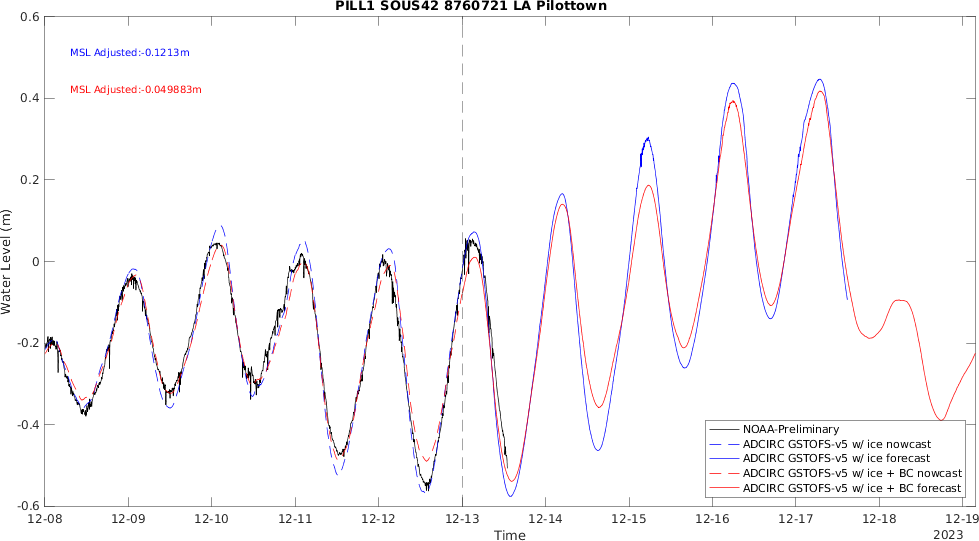 PILL1 SOUS42 8760721 LA Pilottown
0.6
0.4
0.2
0
-0.2
-0.4
-0.6
Water Level (m)
MSL Adjusted:-0.1213m
MSL Adjusted:-0.049883m
NOAA-Preliminary
ADCIRC GSTOFS-v5 w/ ice nowcast
ADCIRC GSTOFS-v5 w/ ice forecast
ADCIRC GSTOFS-v5 w/ ice + BC nowcast
ADCIRC GSTOFS-v5 w/ ice + BC forecast
12-08 12-09 12-10 12-11 12-12 12-13 12-14 12-15 12-16 12-17 12-18 12-19
Time
2023